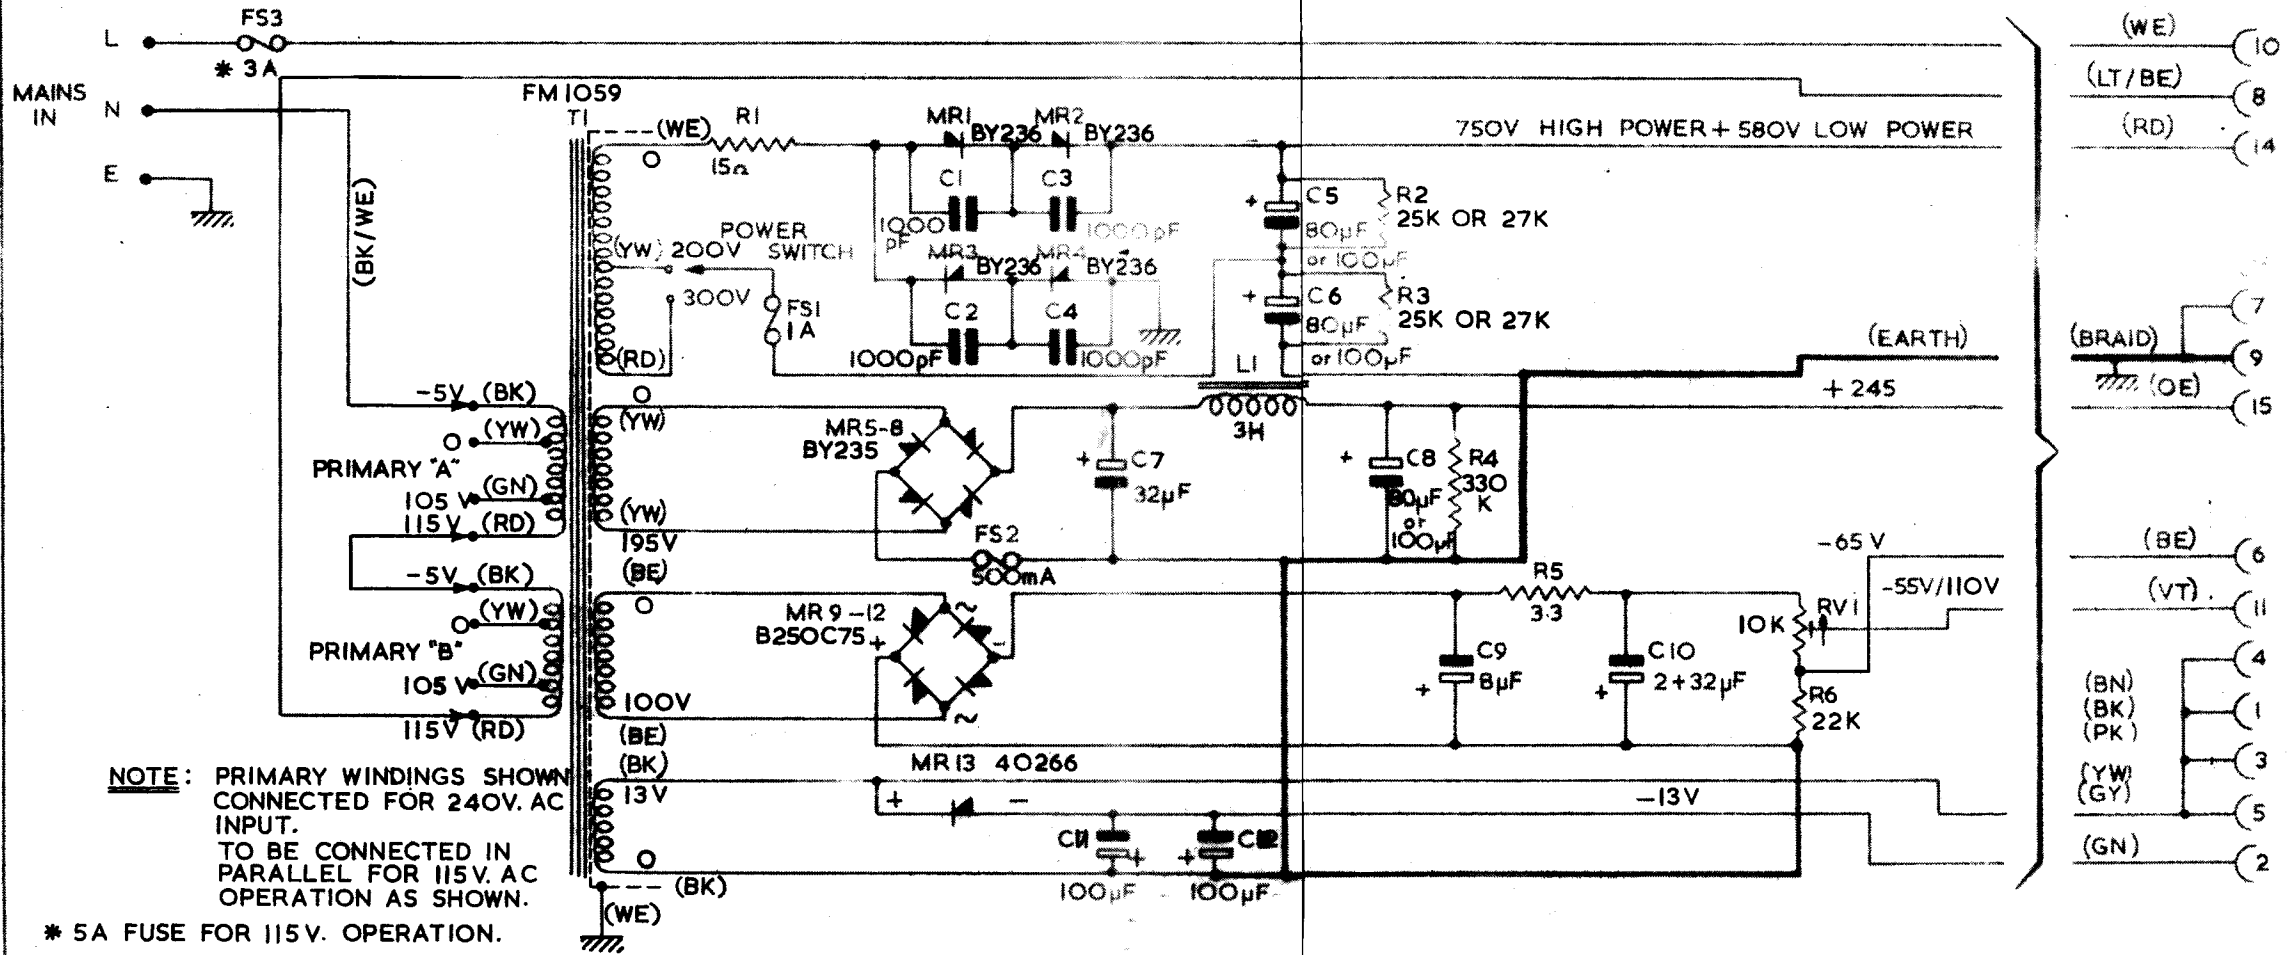 FS3
L
* 3A
MAINS
IN
N
E
(BK/WE)
FM1059
T1
(WE)
O
R1
15Ω
MR1
BY236
MR2
BY236
C1
1000
pF
C3
1000pF
POWER
SWITCH
(YW) 200V
300V
FS1
1A
(RD)
MR3
BY236
MR4
BY236
C2
1000pF
C4
1000pF
750V HIGH POWER + 580V LOW POWER
+
C5
80µF
or 100µF
R2
25K OR 27K
+
C6
80µF
or 100µF
R3
25K OR 27K
L1
3H
(EARTH)
+ 245
-5V (BK)
O (YW)
PRIMARY "A"
105 V (GN)
115V (RD)
-5V (BK)
(YW)
O
PRIMARY "B"
105 V (GN)
115V (RD)
O
(YW)
(YW)
195V
(BE)
O
100V
(BE)
(BK)
13V
O
(BK)
(WE)
MR5-8
BY235
FS2
500mA
+
C7
32µF
+
C8
80µF
or
100µF
R4
330
K
MR 9-12
B250C75
+
~
-
~
R5
3.3
C9
8µF
+
C10
2+32µF
+
-65V
-55V/110V
RV1
10K
R6
22K
MR13 40266
+ -
-13V
C11
+
100µF
C12
+
100µF
NOTE: PRIMARY WINDINGS SHOWN
CONNECTED FOR 240V. AC
INPUT.
TO BE CONNECTED IN
PARALLEL FOR 115V. AC
OPERATION AS SHOWN.
* 5A FUSE FOR 115V. OPERATION.
(WE)
10
(LT/BE)
8
(RD)
14
7
(BRAID)
9
(OE)
15
(BE)
6
(VT)
11
4
(BN)
(BK)
1
(PK)
3
(YW)
(GY)
5
(GN)
2